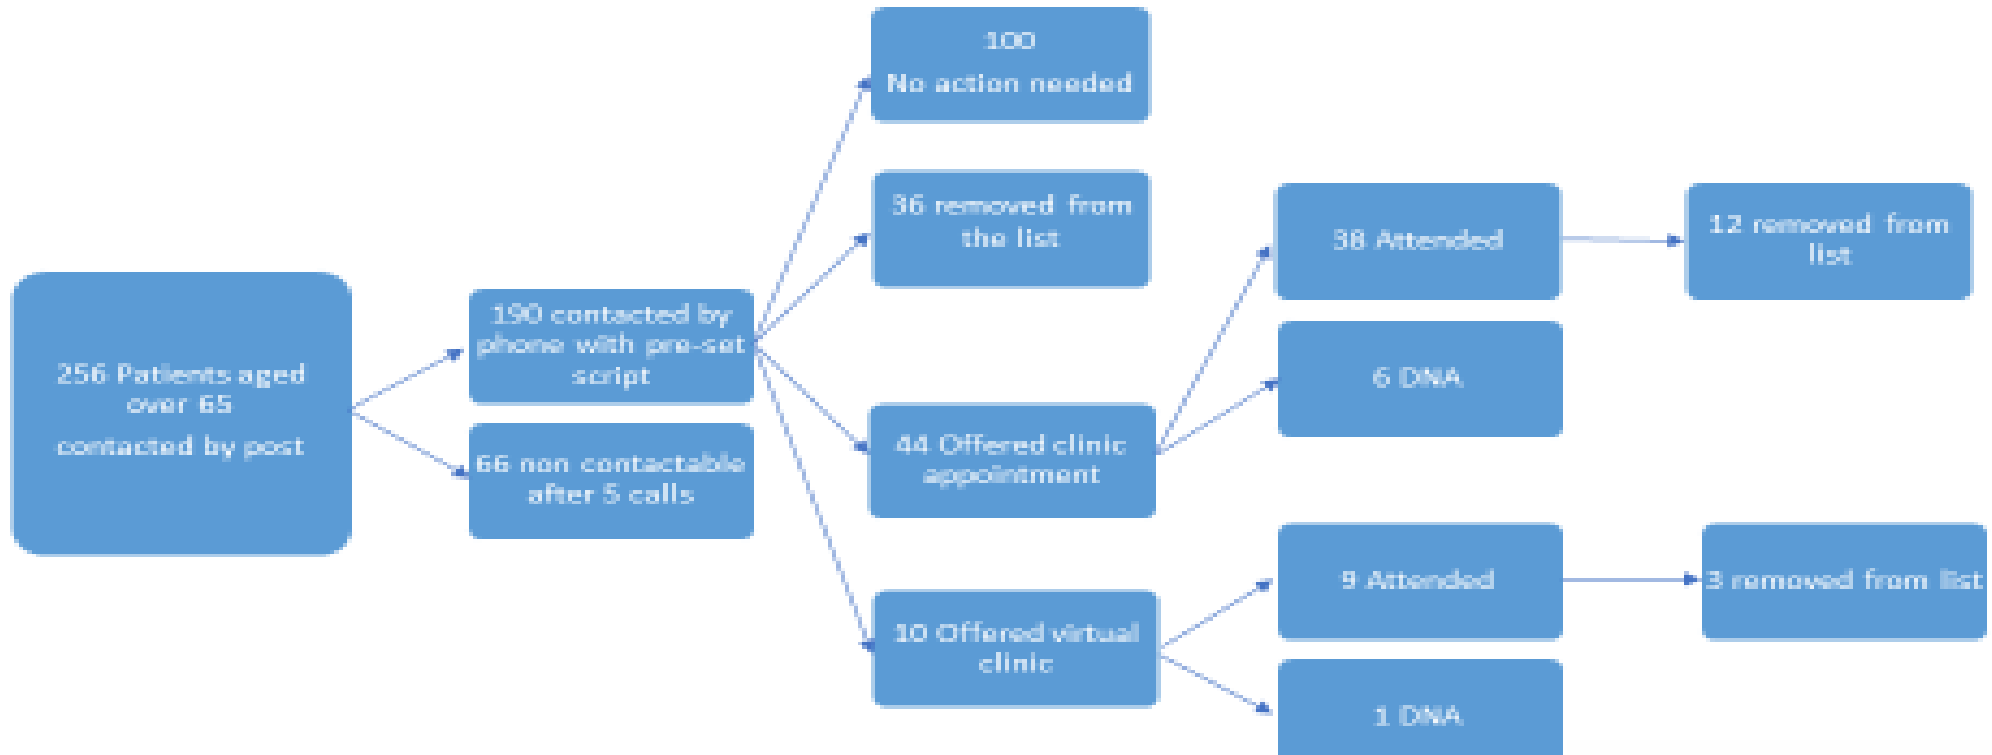 256 Patients aged
over 65
contacted by post
190 contacted by
phone with pre-set
script
66 non contactable
after 5 calls
100
No action needed
36 removed from
the list
44 Offered clinic
appointment
10 Offered virtual
clinic
38 Attended
6 DNA
9 Attended
1 DNA
12 removed from
list
3 removed from list